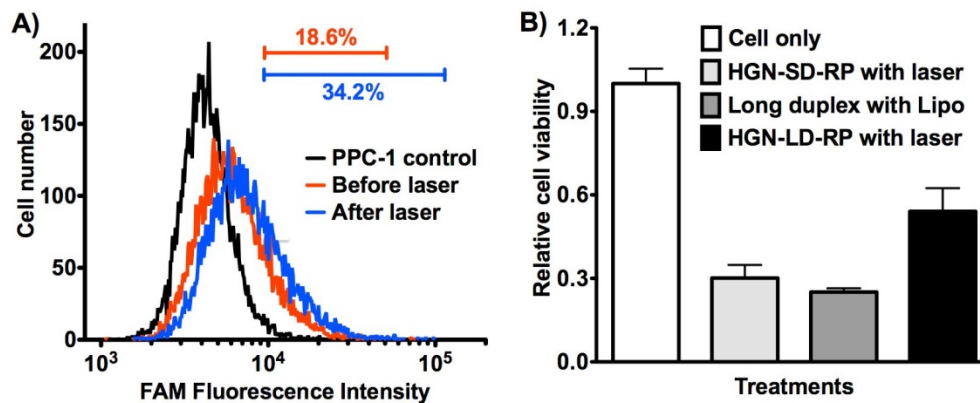 A)
18.6%
34.2%
200
150
100
50
0
Cell number
PPC-1 control
Before laser
After laser
10³
10⁴
10⁵
FAM Fluorescence Intensity
B)
1.2
0.9
0.6
0.3
0.0
Relative cell viability
Cell only
HGN-SD-RP with laser
Long duplex with Lipo
HGN-LD-RP with laser
Treatments